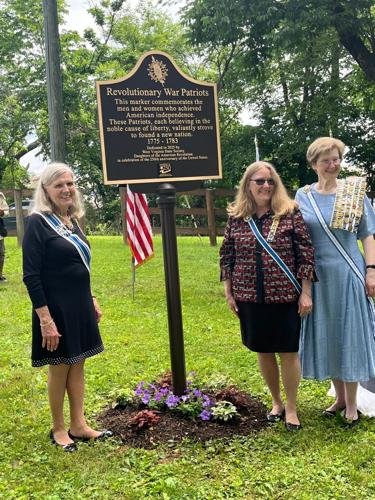 Revolutionary War Patriots
This marker commemorates the
men and women who achieved
American independence.
These Patriots, each believing in the
noble cause of liberty, valiantly strove
to found a new nation.
1775 - 1783
Dedicated in 2025 by
West Virginia State Society
Daughters of the American Revolution
in celebration of the 250th anniversary of the United States